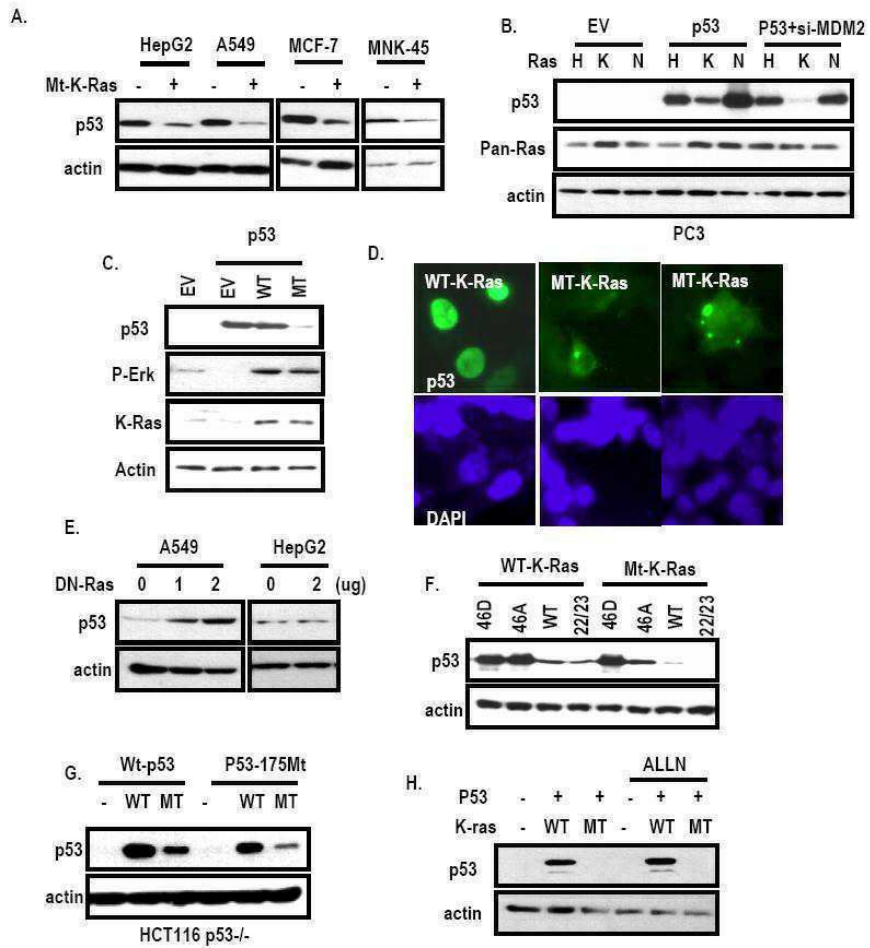 A.
HepG2 A549 MCF-7 MNK-45
Mt-K-Ras - + - + - + - +
p53
actin
B.
EV p53 P53+si-MDM2
Ras H K N H K N H K N
p53
Pan-Ras
actin
PC3
C.
p53
EV EV WT MT
p53
P-Erk
K-Ras
Actin
D.
WT-K-Ras MT-K-Ras MT-K-Ras
p53
DAPI
E.
A549 HepG2
DN-Ras 0 1 2 0 2 (ug)
p53
actin
F.
WT-K-Ras Mt-K-Ras
46D 46A WT 22/23 46D 46A WT 22/23
p53
actin
G.
Wt-p53 P53-175Mt
- WT MT - WT MT
p53
actin
HCT116 p53-/-
H.
ALLN
P53 - + + - + +
K-ras - WT MT - WT MT
p53
actin